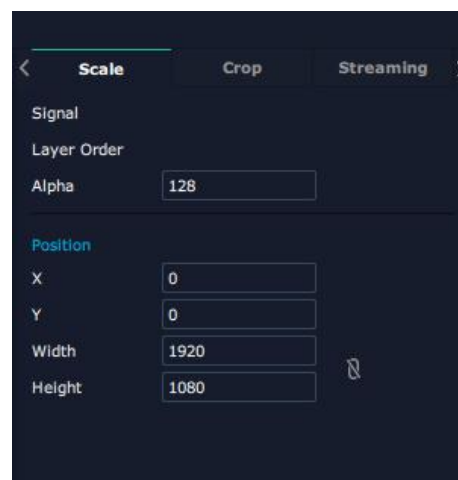 Scale Crop Streaming
Signal
Layer Order
Alpha 128
Position
X 0
Y 0
Width 1920
Height 1080